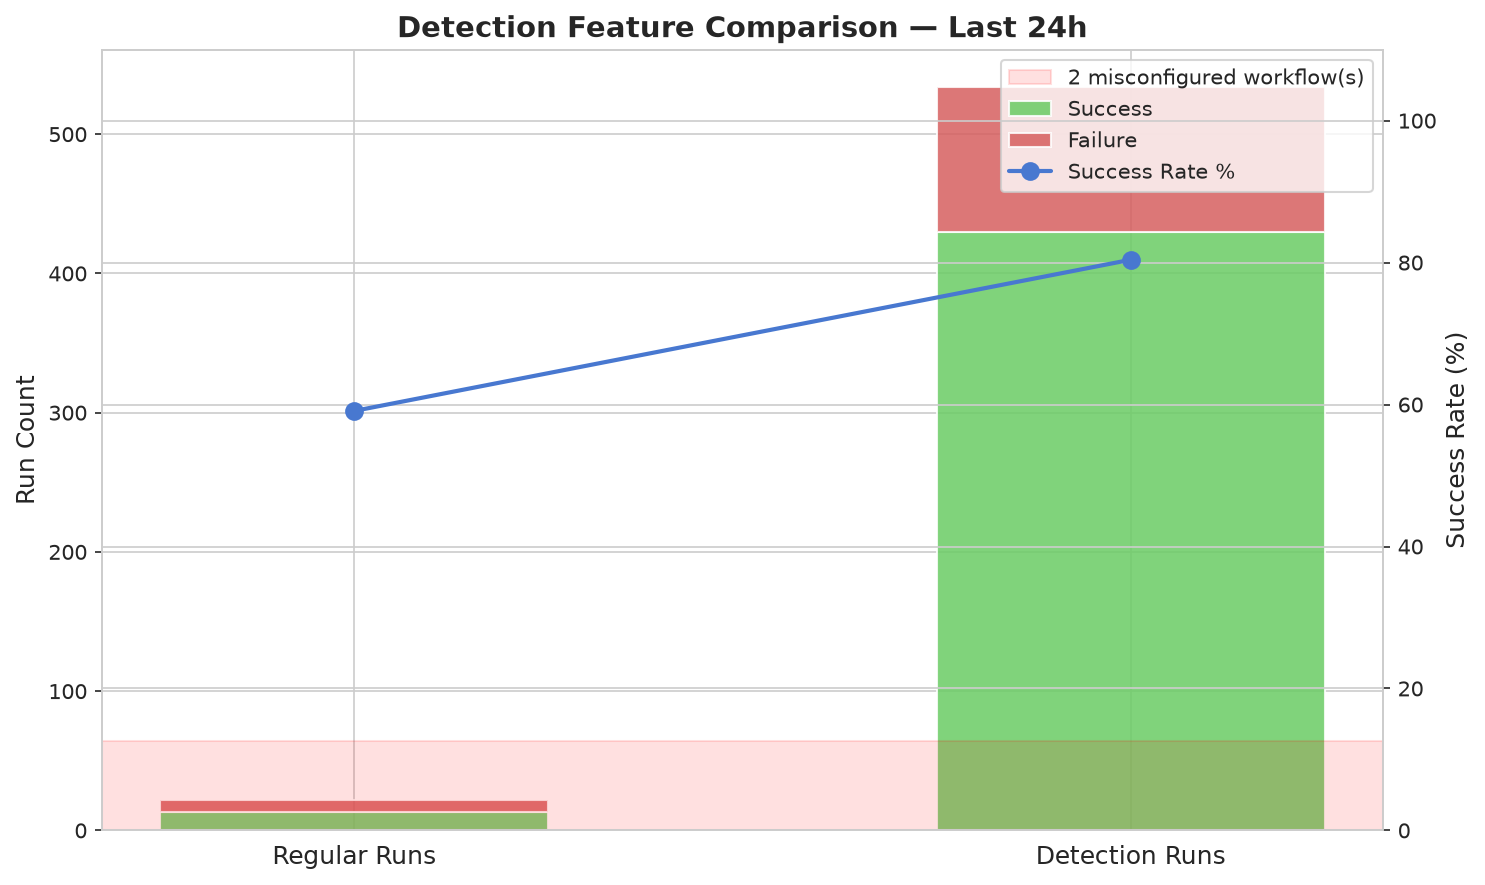 Detection Feature Comparison — Last 24h
2 misconfigured workflow(s)
Success
Failure
Success Rate %
Run Count
500
400
300
200
100
0
100
80
60
40
20
0
Success Rate (%)
Regular Runs
Detection Runs